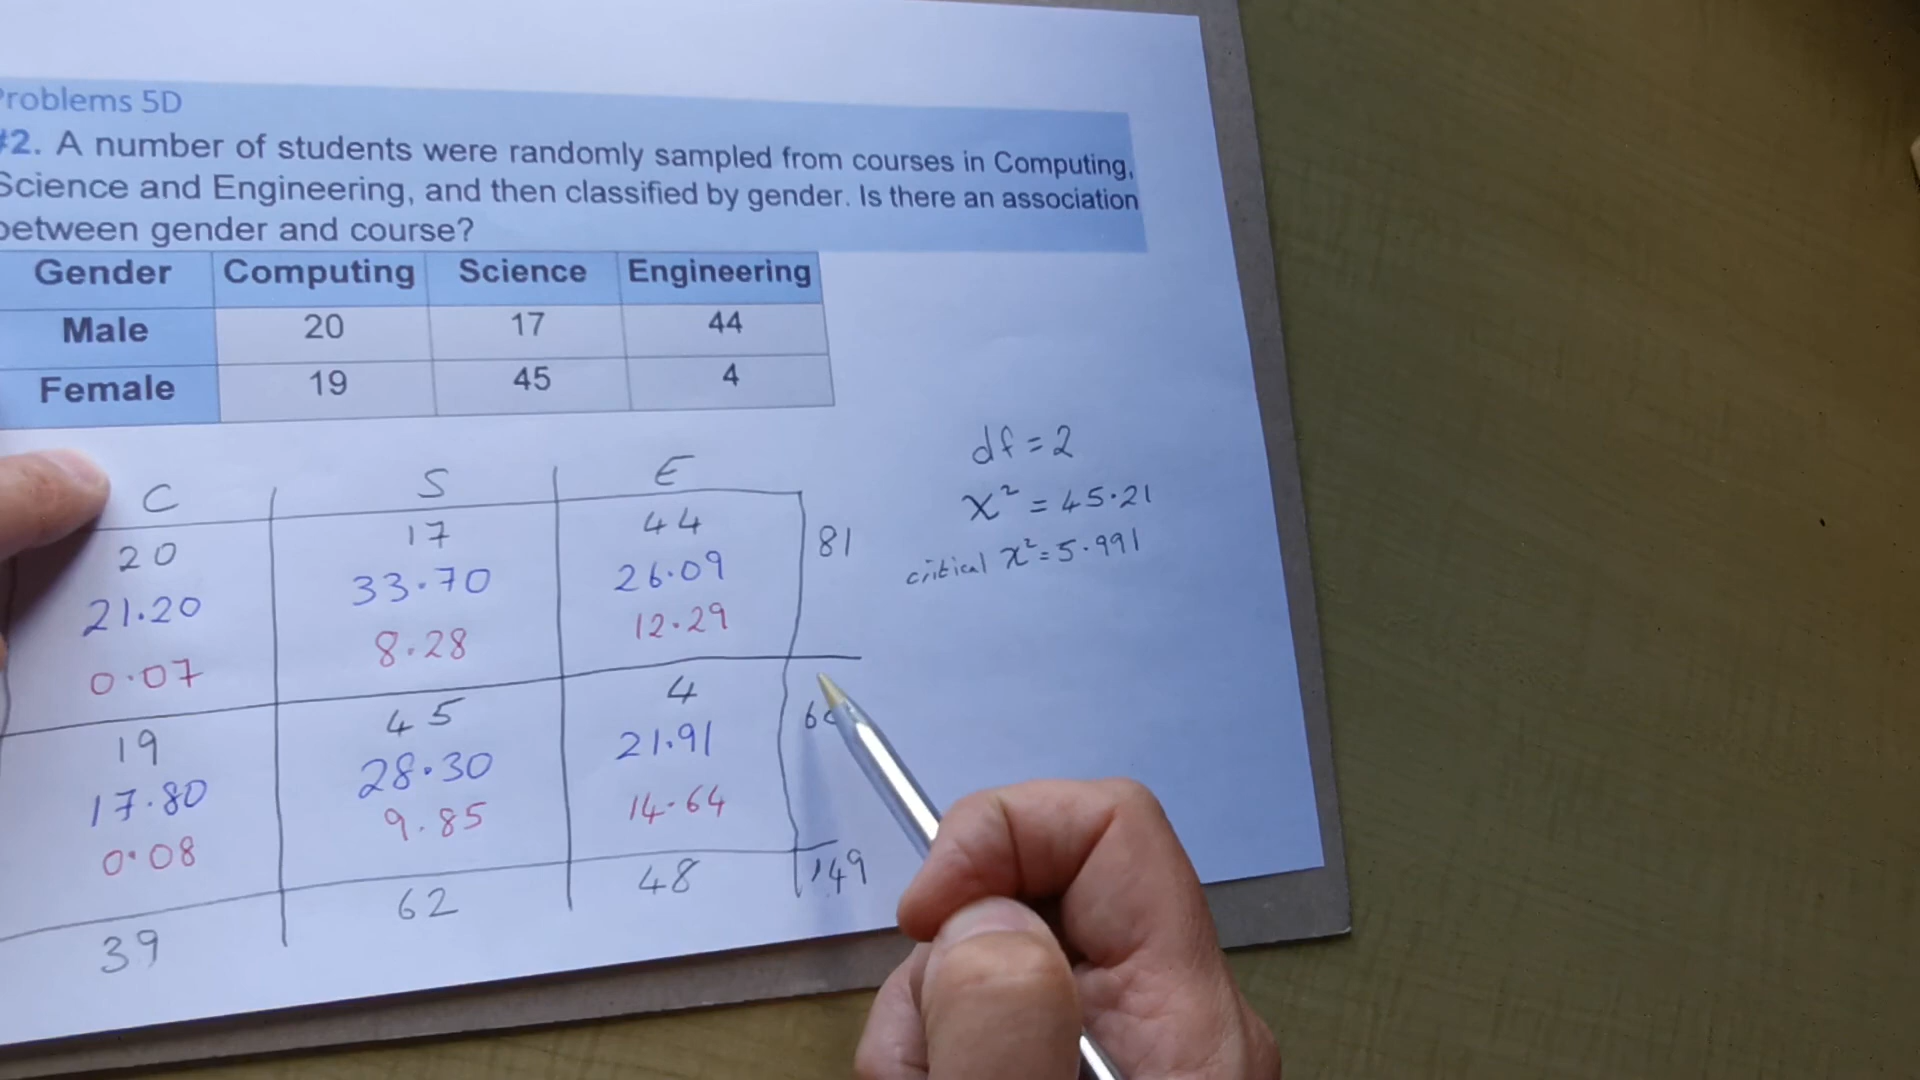 Problems 5D
#2. A number of students were randomly sampled from courses in Computing,
Science and Engineering, and then classified by gender. Is there an association
between gender and course?
Gender Computing Science Engineering
Male 20 17 44
Female 19 45 4
C S E
20 17 44 81
21.20 33.70 26.09
0.07 8.28 12.29
19 45 4
17.80 28.30 21.91
0.08 9.85 14.64
39 62 48 149
df = 2
χ² = 45.21
critical χ² = 5.991